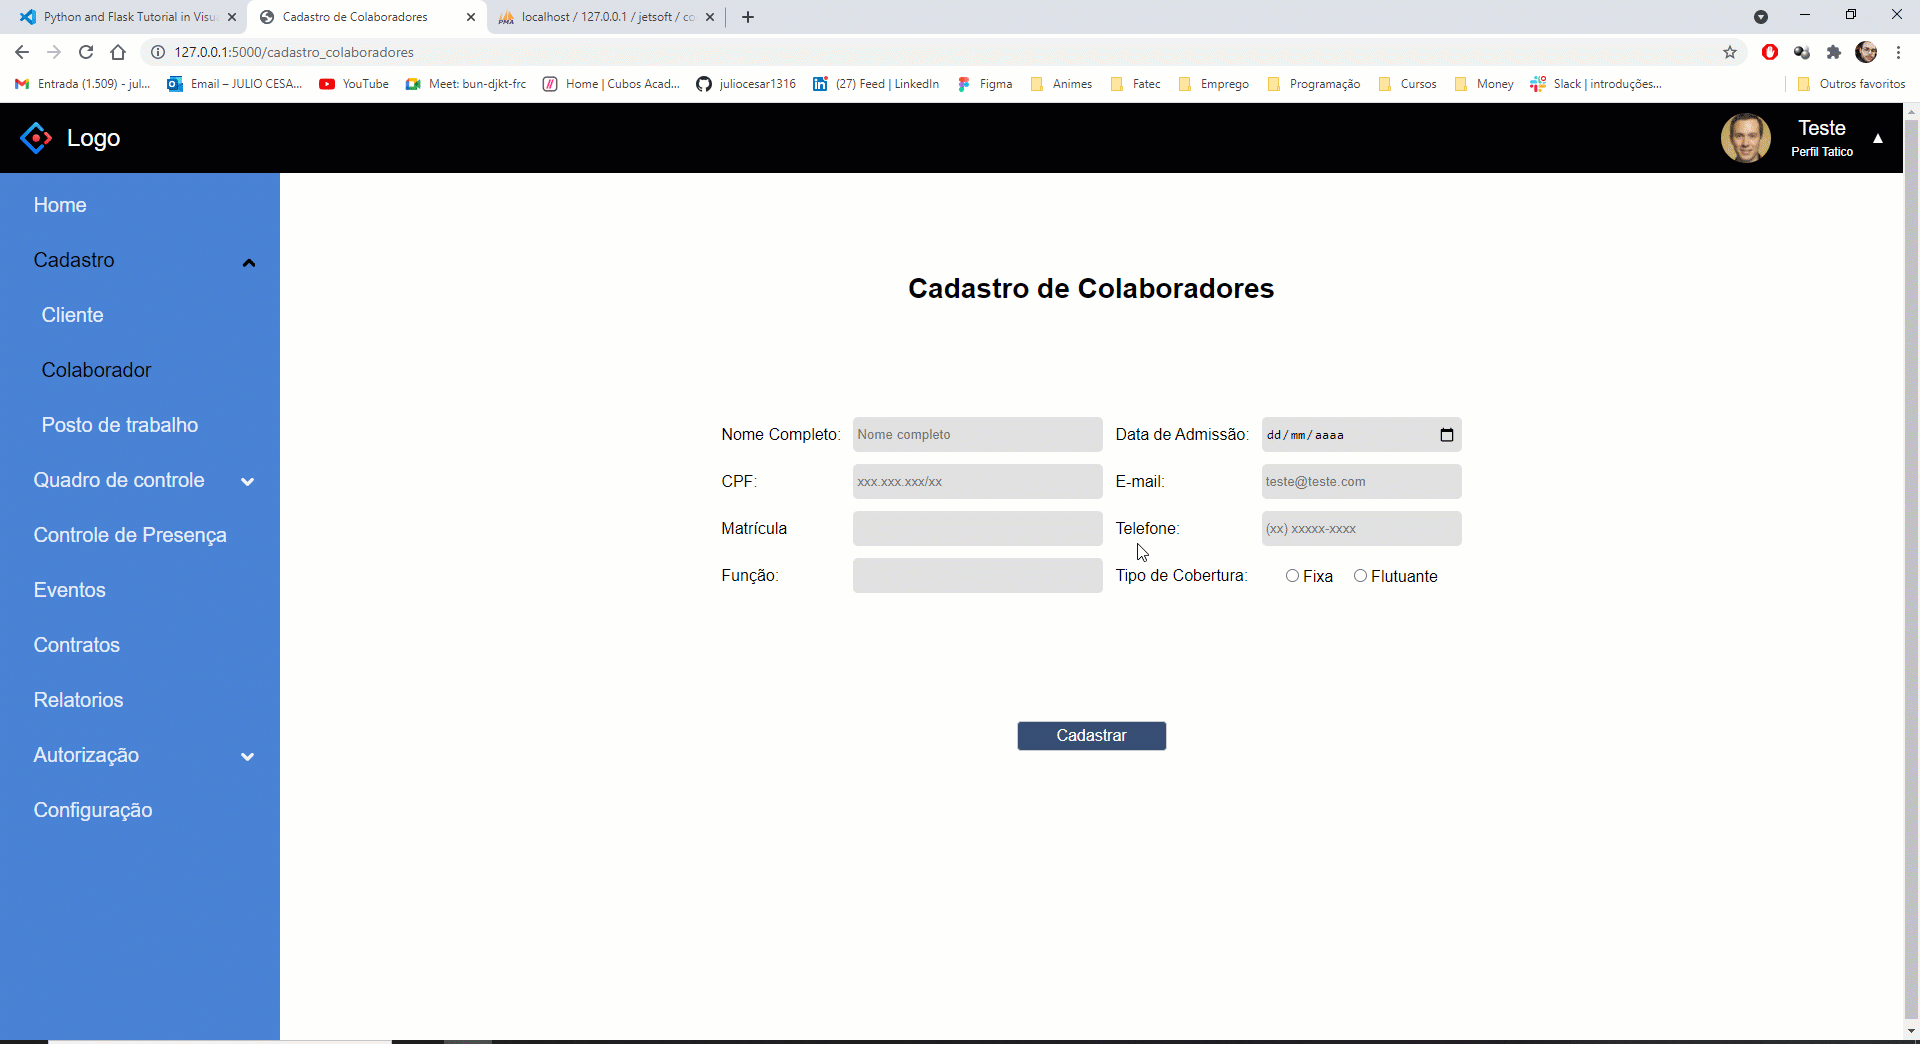 Python and Flask Tutorial in Visu
Cadastro de Colaboradores
localhost / 127.0.0.1 / jetsoft / co
127.0.0.1:5000/cadastro_colaboradores
Entrada (1.509) - jul...
Email – JULIO CESA...
YouTube
Meet: bun-djkt-frc
Home | Cubos Acad...
juliocesar1316
(27) Feed | LinkedIn
Figma
Animes
Fatec
Emprego
Programação
Cursos
Money
Slack | introduções...
Outros favoritos
Logo
Teste
Perfil Tatico
Home
Cadastro
Cliente
Colaborador
Posto de trabalho
Quadro de controle
Controle de Presença
Eventos
Contratos
Relatorios
Autorização
Configuração
Cadastro de Colaboradores
Nome Completo: Nome completo Data de Admissão: dd/mm/aaaa
CPF: xxx.xxx.xxx/xx E-mail: teste@teste.com
Matrícula Telefone: (xx) xxxxx-xxxx
Função: Tipo de Cobertura: Fixa Flutuante
Cadastrar